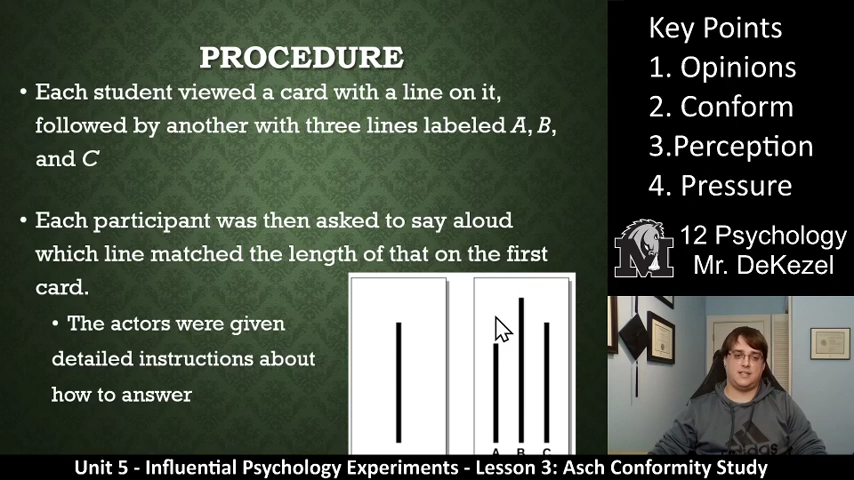 PROCEDURE
• Each student viewed a card with a line on it,
followed by another with three lines labeled A, B,
and C
• Each participant was then asked to say aloud
which line matched the length of that on the first
card.
• The actors were given
detailed instructions about
how to answer
A B C
Key Points
1. Opinions
2. Conform
3.Perception
4. Pressure
M
12 Psychology
Mr. DeKezel
adidas
Unit 5 - Influential Psychology Experiments - Lesson 3: Asch Conformity Study